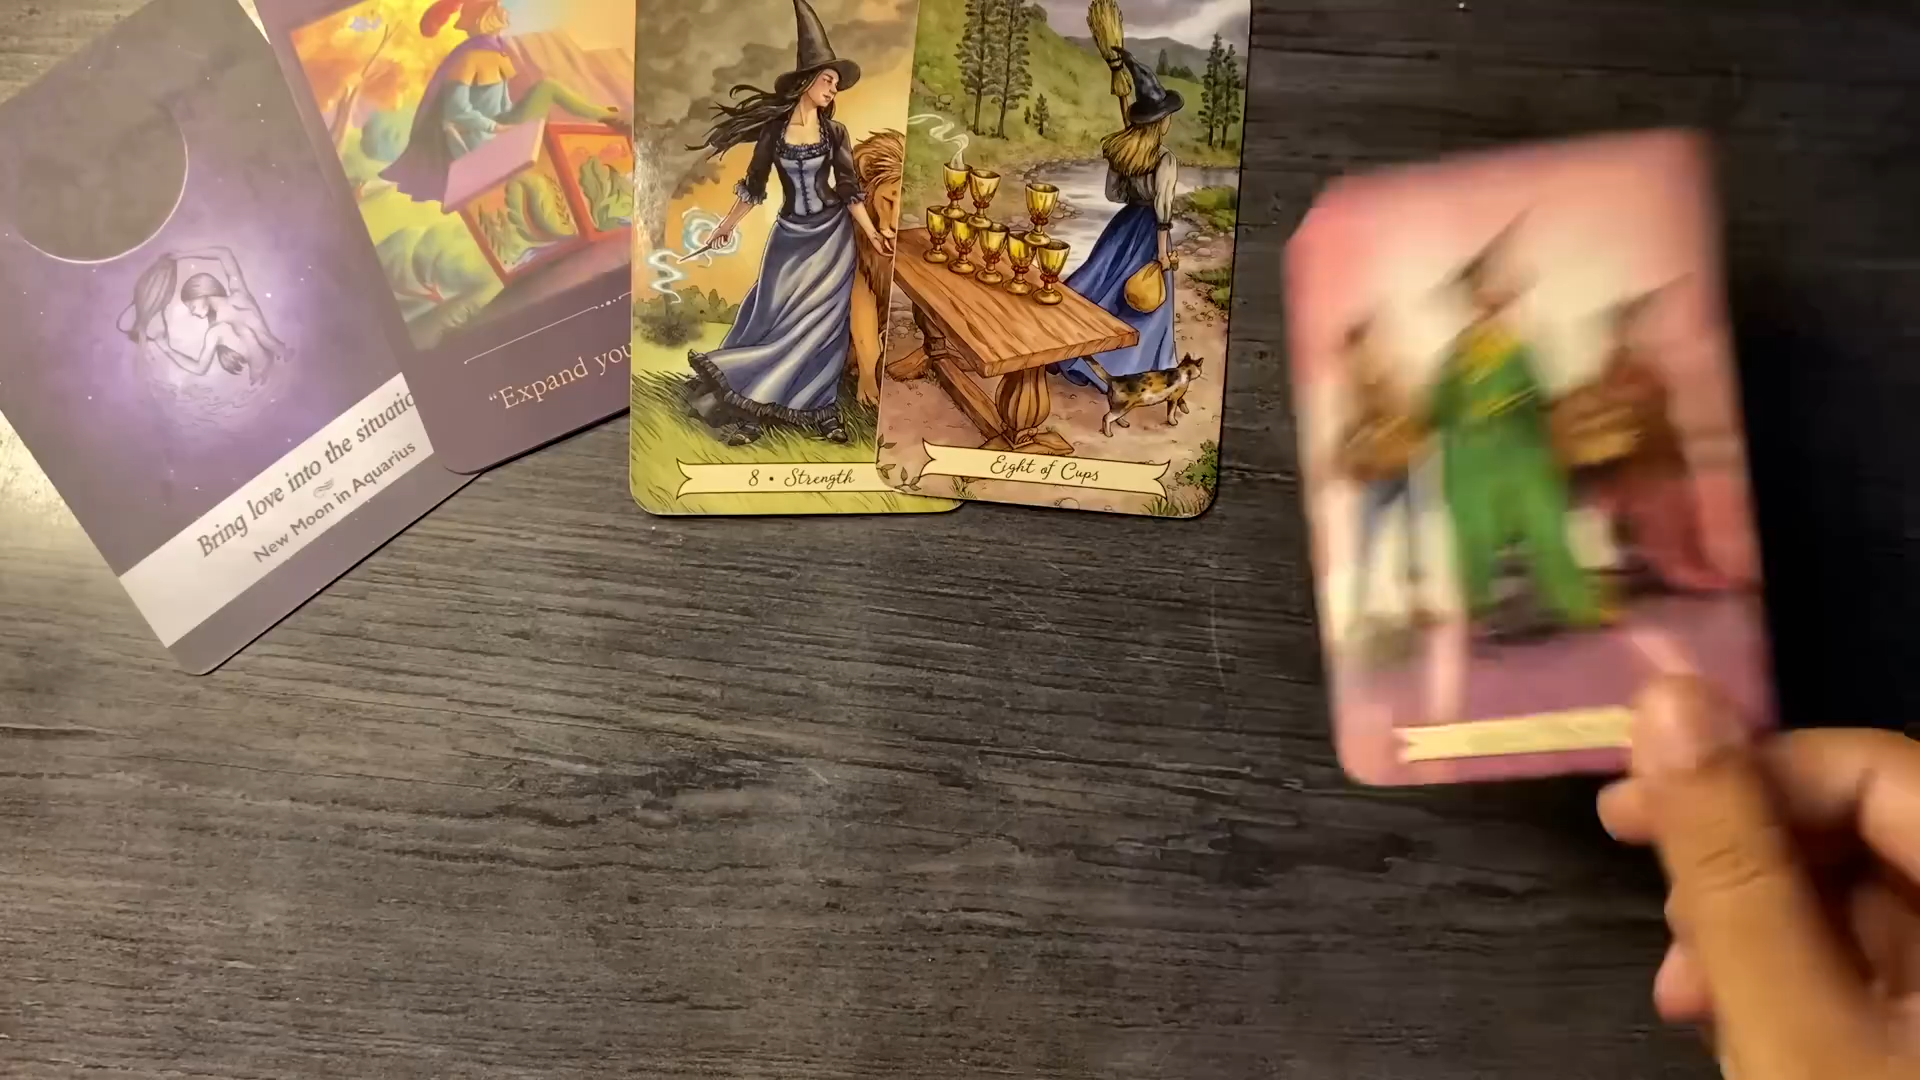 Bring love into the situatio
New Moon in Aquarius
"Expand you
8 • Strength
Eight of Cups